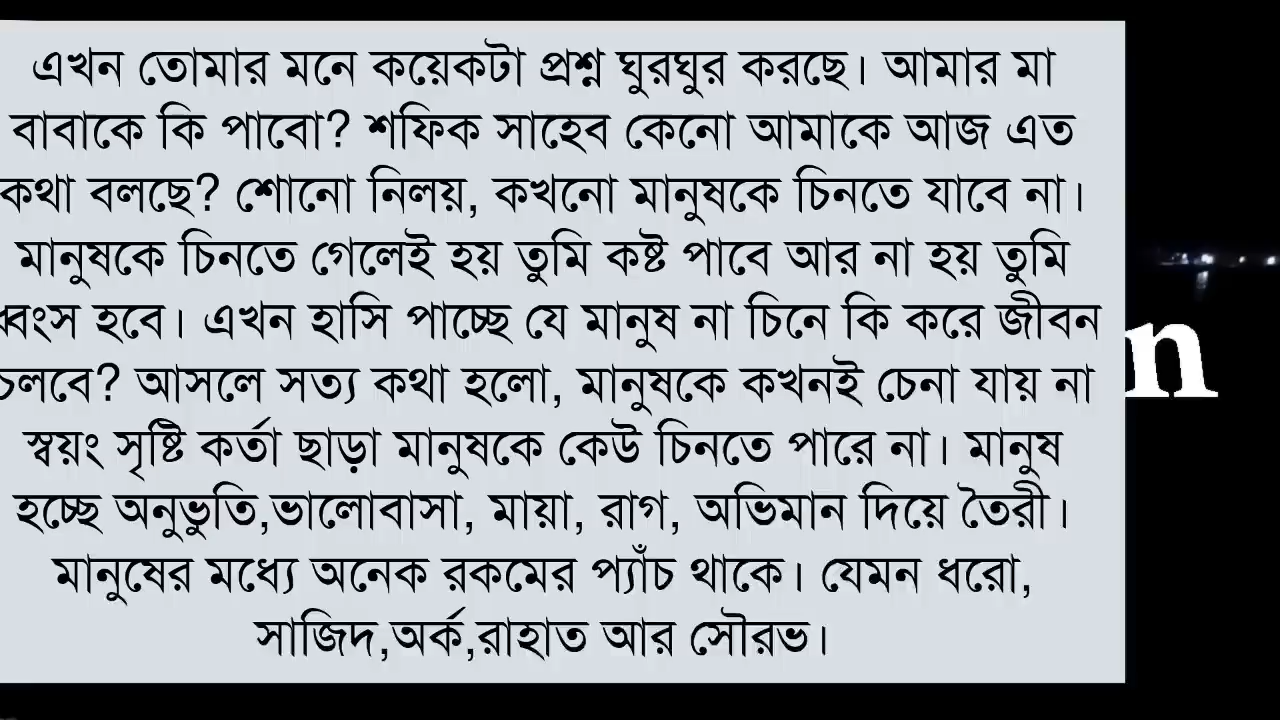 এখন তোমার মনে কয়েকটা প্রশ্ন ঘুরঘুর করছে। আমার মা
বাবাকে কি পাবো? শফিক সাহেব কেনো আমাকে আজ এত
কথা বলছে? শোনো নিলয়, কখনো মানুষকে চিনতে যাবে না।
মানুষকে চিনতে গেলেই হয় তুমি কষ্ট পাবে আর না হয় তুমি
ধ্বংস হবে। এখন হাসি পাচ্ছে যে মানুষ না চিনে কি করে জীবন
চলবে? আসলে সত্য কথা হলো, মানুষকে কখনই চেনা যায় না
স্বয়ং সৃষ্টি কর্তা ছাড়া মানুষকে কেউ চিনতে পারে না। মানুষ
হচ্ছে অনুভুতি,ভালোবাসা, মায়া, রাগ, অভিমান দিয়ে তৈরী।
মানুষের মধ্যে অনেক রকমের প্যাঁচ থাকে। যেমন ধরো,
সাজিদ,অর্ক,রাহাত আর সৌরভ।
n